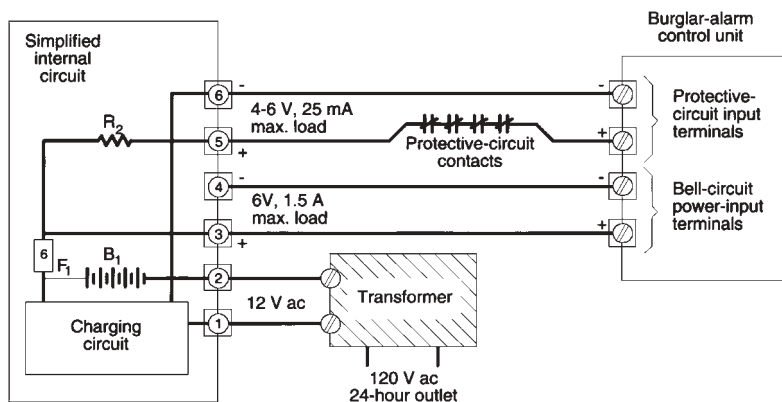 Simplified
internal
circuit
Burglar-alarm
control unit
6
-
-
4-6 V, 25 mA
max. load
Protective-
circuit input
terminals
R2
5
+
+
Protective-circuit
contacts
4
-
-
6V, 1.5 A
max. load
Bell-circuit
power-input
terminals
3
+
+
6
F1
B1
2
12 V ac
Transformer
Charging
circuit
1
120 V ac
24-hour outlet